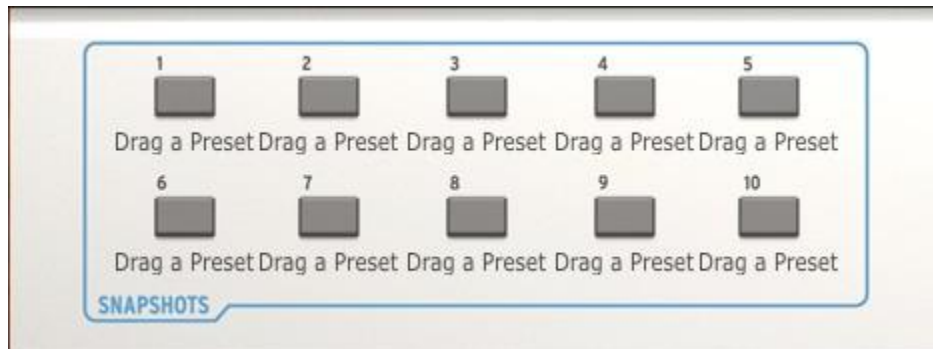 1 2 3 4 5
Drag a Preset Drag a Preset Drag a Preset Drag a Preset Drag a Preset
6 7 8 9 10
Drag a Preset Drag a Preset Drag a Preset Drag a Preset Drag a Preset
SNAPSHOTS